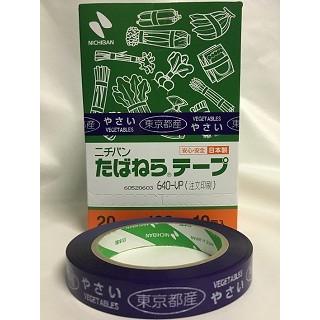 NICHIBAN
やさい
VEGETABLES
東京都産
VEGETABLES
やさい
ニチバン
安心・安全 日本製
たばねらテープ
60520603 640-VP(注文印刷)
20
やさい
VEGETABLES
東京都産
VEGETABLES
やさい